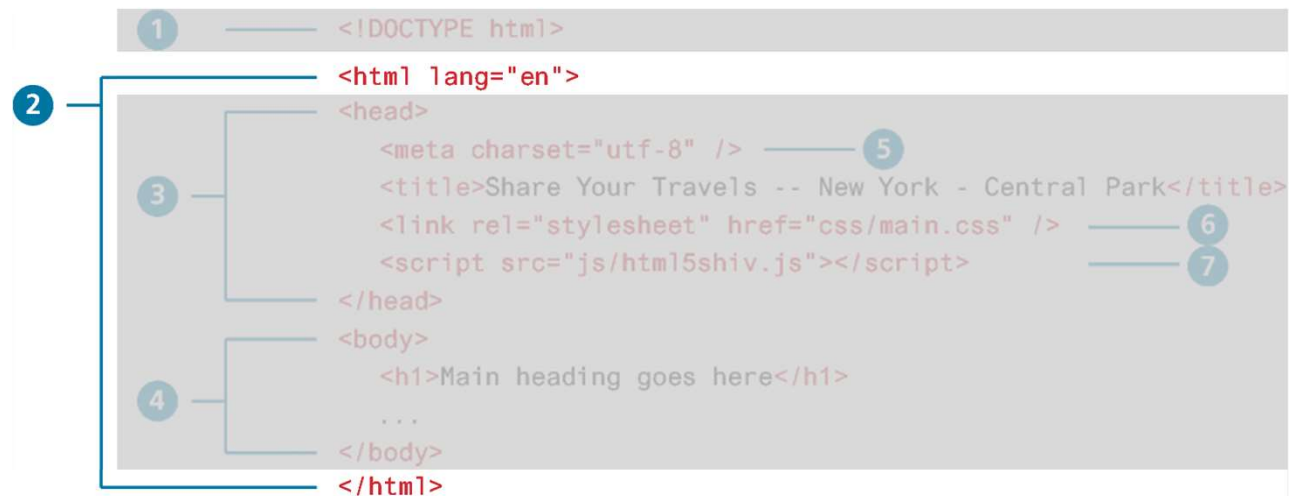 1 <!DOCTYPE html>
<html lang="en">
2
<head>
<meta charset="utf-8" /> 5
3 <title>Share Your Travels -- New York - Central Park</title>
<link rel="stylesheet" href="css/main.css" /> 6
<script src="js/html5shiv.js"></script> 7
</head>
<body>
<h1>Main heading goes here</h1>
4
...
</body>
</html>